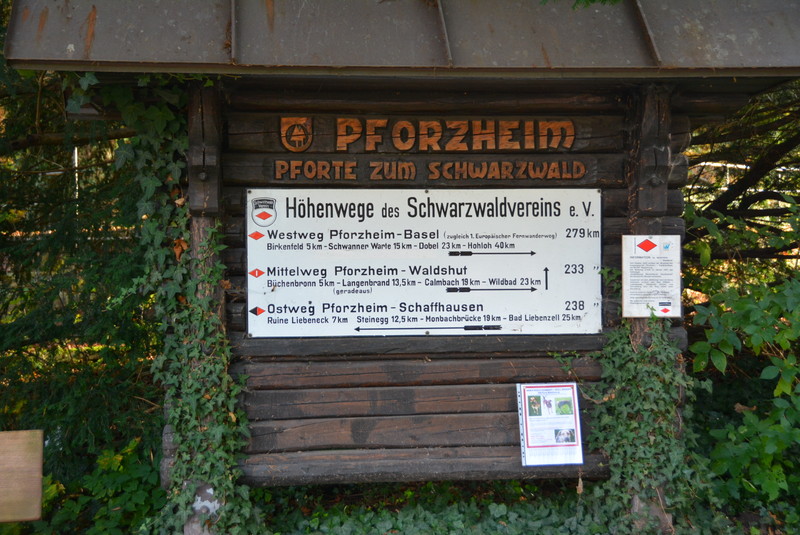 PFORZHEIM
PFORTE ZUM SCHWARZWALD
Höhenwege des Schwarzwaldvereins e. V.
Westweg Pforzheim-Basel (zugleich 1. Europäischer Fernwanderweg) 279 km
Birkenfeld 5 km - Schwanner Warte 15 km - Dobel 23 km - Hohloh 40 km
Mittelweg Pforzheim - Waldshut 233 "
Büchenbronn 5 km - Langenbrand 13,5 km - Calmbach 19 km - Wildbad 23 km
(geradeaus)
Ostweg Pforzheim - Schaffhausen 238 "
Ruine Liebeneck 7 km Steinegg 12,5 km - Monbachbrücke 19 km - Bad Liebenzell 25 km